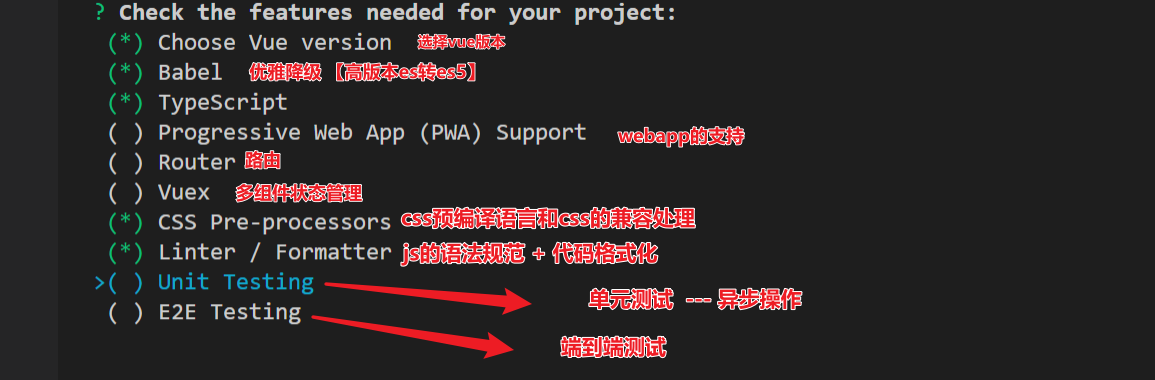 ? Check the features needed for your project:
(*) Choose Vue version 选择vue版本
(*) Babel 优雅降级 【高版本es转es5】
(*) TypeScript
( ) Progressive Web App (PWA) Support webapp的支持
( ) Router 路由
( ) Vuex 多组件状态管理
(*) CSS Pre-processors css预编译语言和css的兼容处理
(*) Linter / Formatter js的语法规范 + 代码格式化
>( ) Unit Testing 单元测试 --- 异步操作
( ) E2E Testing 端到端测试